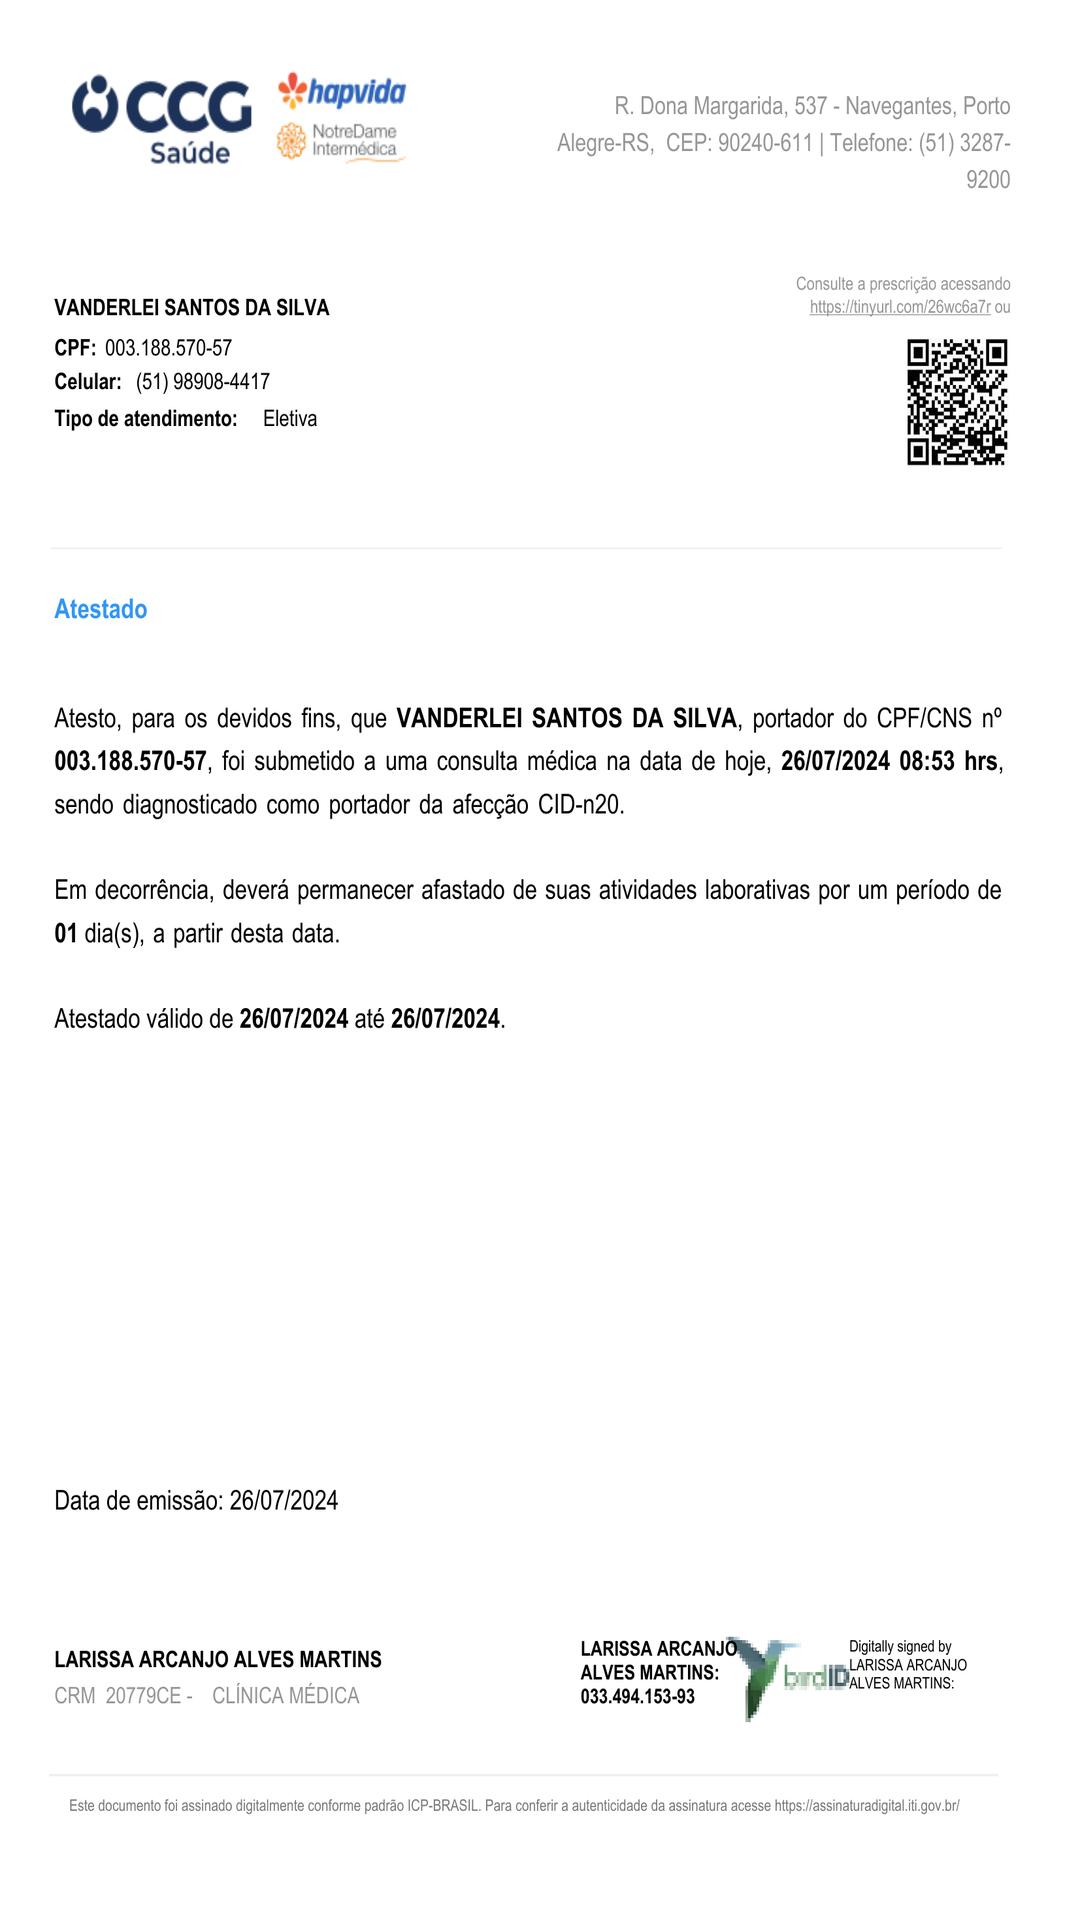 CCG
Saúde
hapvida
NotreDame
Intermédica
R. Dona Margarida, 537 - Navegantes, Porto
Alegre-RS, CEP: 90240-611 | Telefone: (51) 3287-
9200
Consulte a prescrição acessando
https://tinyurl.com/26wc6a7r ou
VANDERLEI SANTOS DA SILVA
CPF: 003.188.570-57
Celular: (51) 98908-4417
Tipo de atendimento: Eletiva
Atestado
Atesto, para os devidos fins, que VANDERLEI SANTOS DA SILVA, portador do CPF/CNS nº
003.188.570-57, foi submetido a uma consulta médica na data de hoje, 26/07/2024 08:53 hrs,
sendo diagnosticado como portador da afecção CID-n20.
Em decorrência, deverá permanecer afastado de suas atividades laborativas por um período de
01 dia(s), a partir desta data.
Atestado válido de 26/07/2024 até 26/07/2024.
Data de emissão: 26/07/2024
LARISSA ARCANJO ALVES MARTINS
CRM 20779CE - CLÍNICA MÉDICA
LARISSA ARCANJO
ALVES MARTINS:
033.494.153-93
birdID
Digitally signed by
LARISSA ARCANJO
ALVES MARTINS:
Este documento foi assinado digitalmente conforme padrão ICP-BRASIL. Para conferir a autenticidade da assinatura acesse https://assinaturadigital.iti.gov.br/